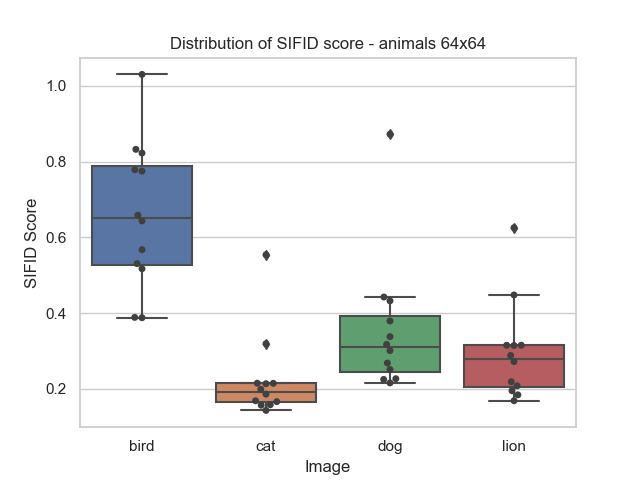 Distribution of SIFID score - animals 64x64
1.0
0.8
0.6
0.4
0.2
SIFID Score
bird cat dog lion
Image